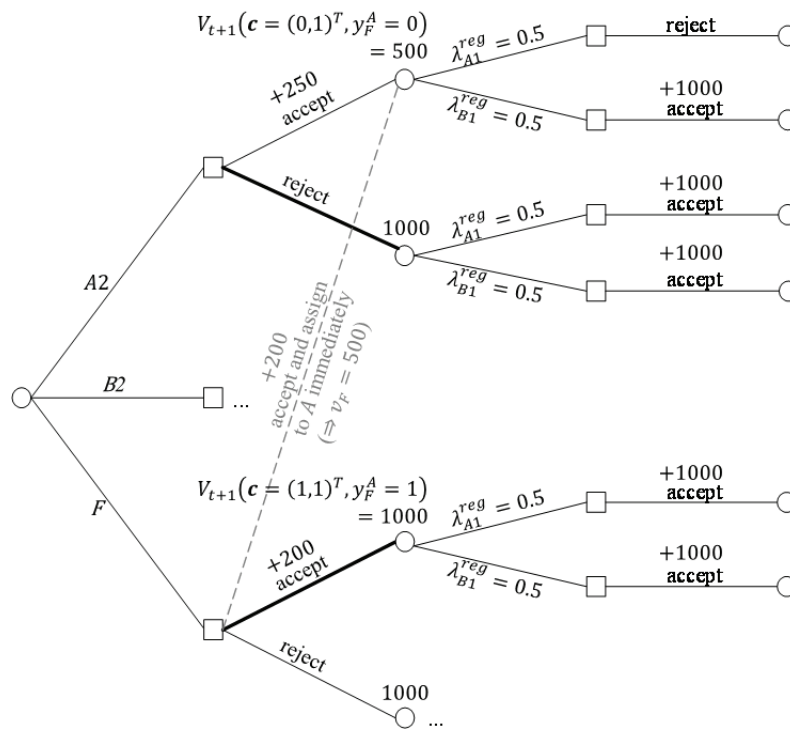 V_{t+1}(c = (0,1)^T, y_F^A = 0)
= 500
λ_{A1}^{reg} = 0.5
reject
+250
accept
λ_{B1}^{reg} = 0.5
+1000
accept
reject
1000
λ_{A1}^{reg} = 0.5
+1000
accept
λ_{B1}^{reg} = 0.5
+1000
accept
A2
+200
accept and assign
to A immediately
(⇒ v_F = 500)
B2
...
V_{t+1}(c = (1,1)^T, y_F^A = 1)
= 1000
λ_{A1}^{reg} = 0.5
+1000
accept
F
+200
accept
λ_{B1}^{reg} = 0.5
+1000
accept
reject
1000
...